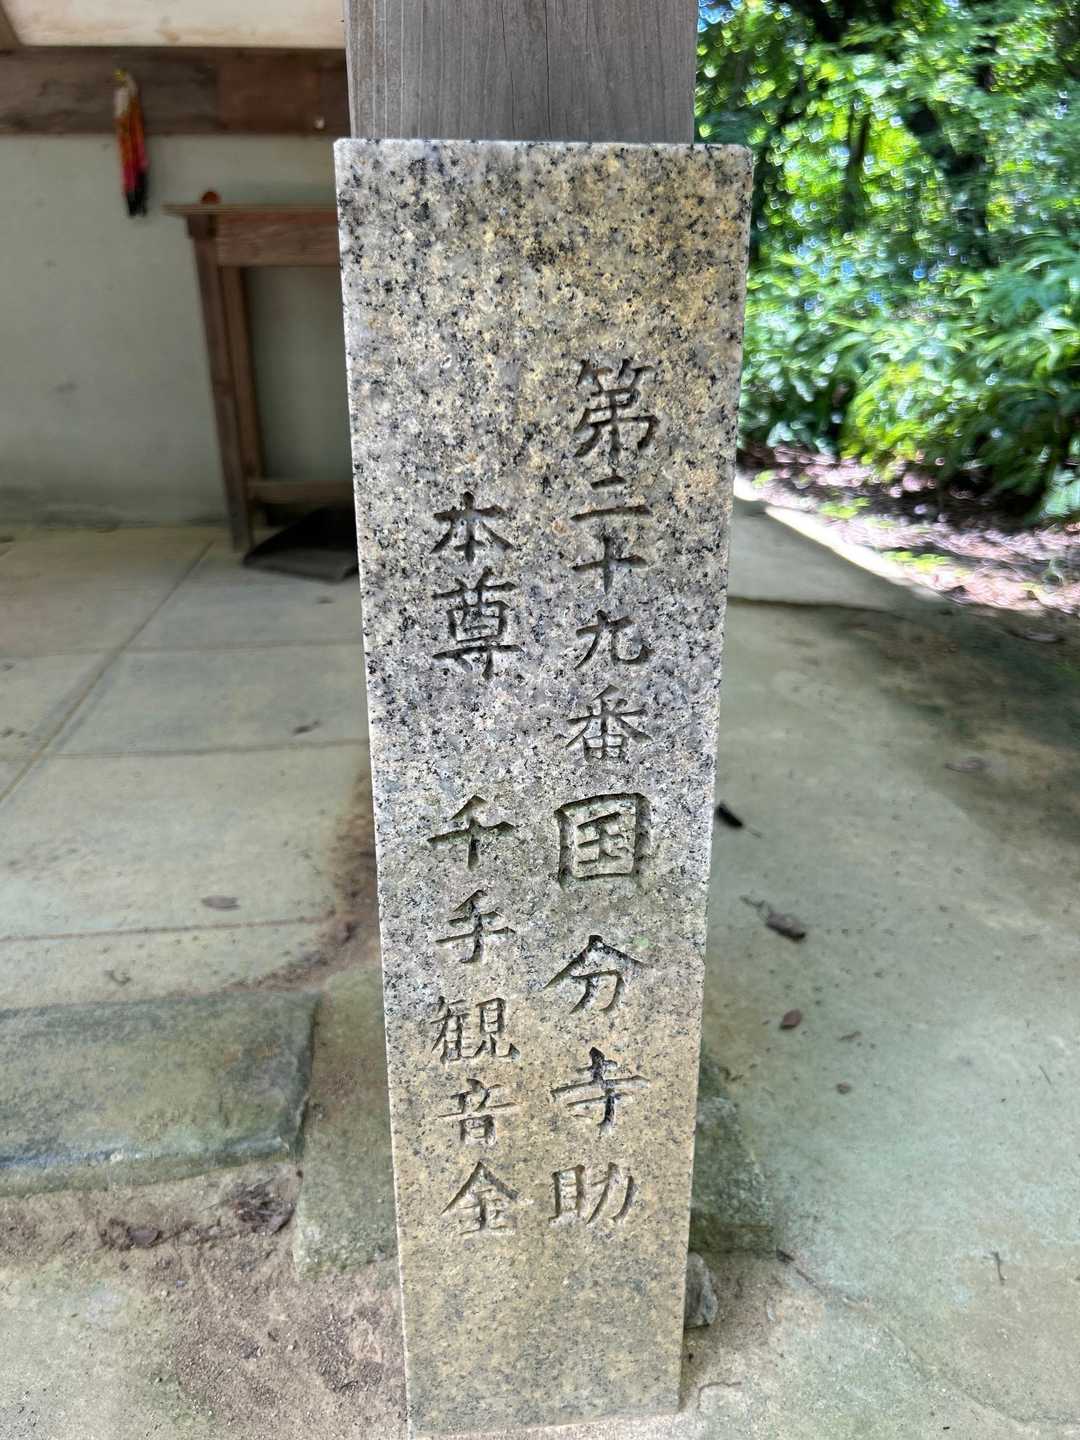 第二十九番国分寺助
本尊 千手観音金